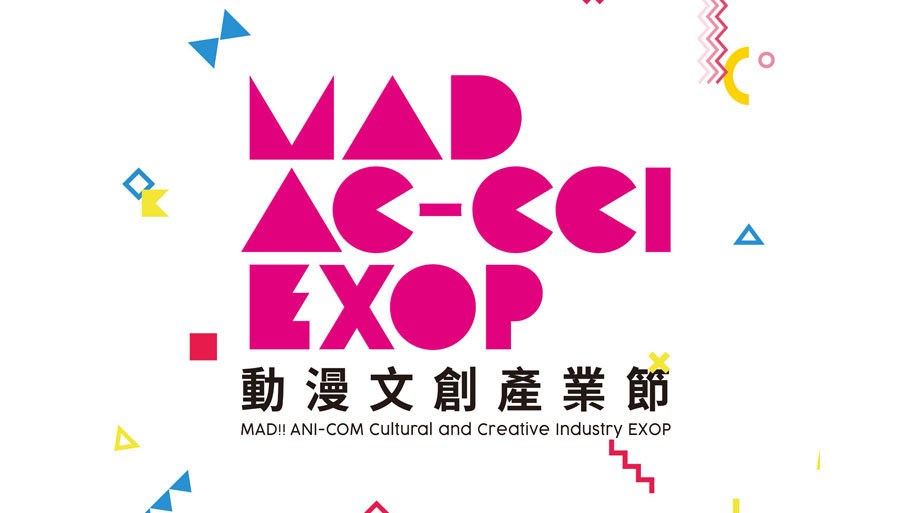 MAD
AC-CCI
EXOP
動漫文創產業節
MAD!! ANI-COM Cultural and Creative Industry EXOP